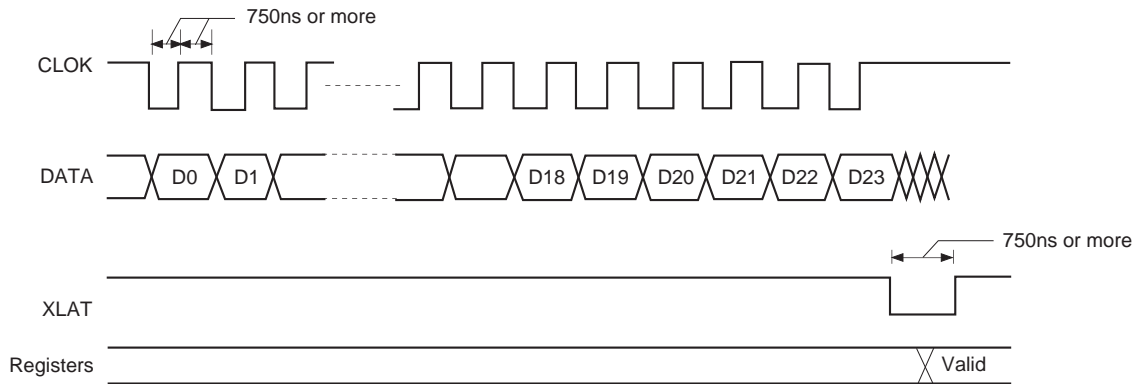 750ns or more
CLOK
DATA
D0 D1 D18 D19 D20 D21 D22 D23
750ns or more
XLAT
Registers
Valid